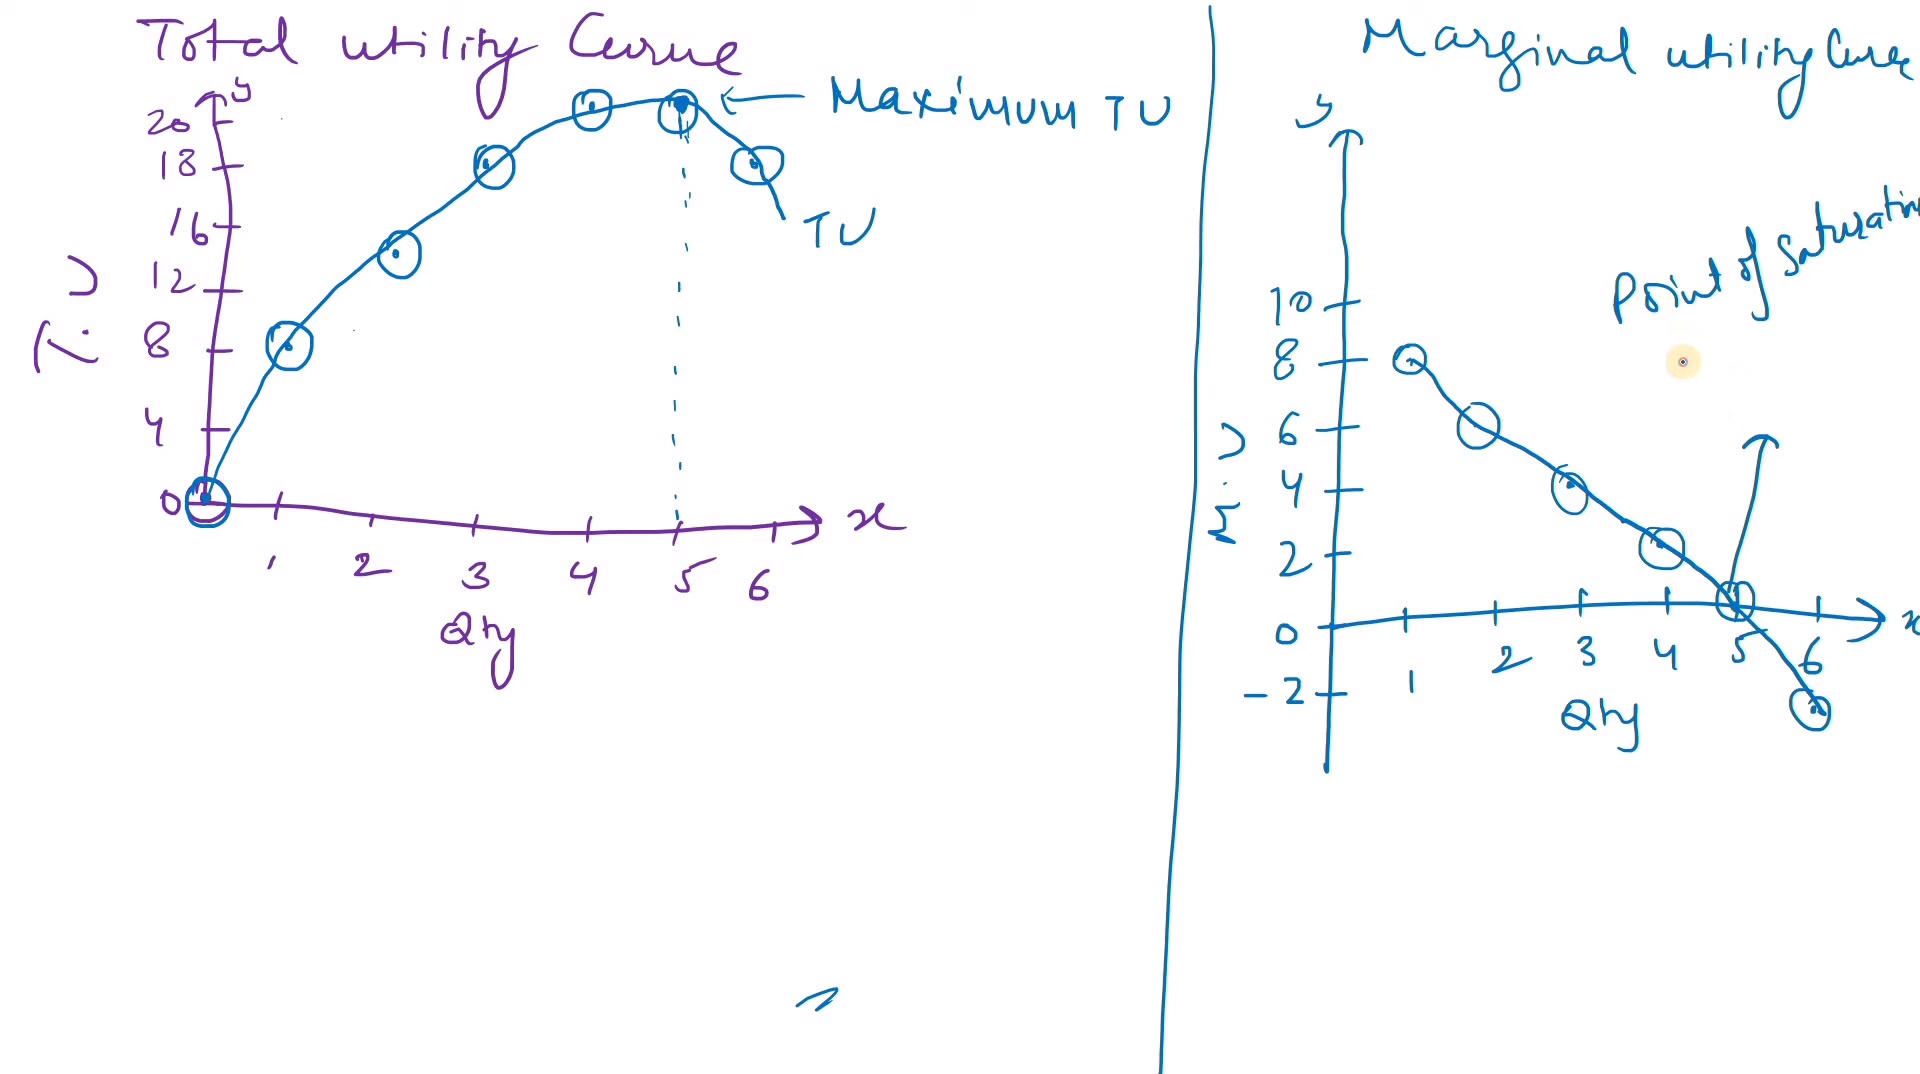 Total utility Curve
y
20
18
16
12
8
4
0
1 2 3 4 5 6
x
Qty
Maximum TU
TU
Marginal utility Curve
y
10
8
6
4
2
0
-2
1 2 3 4 5 6
x
Qty
Point of Saturation